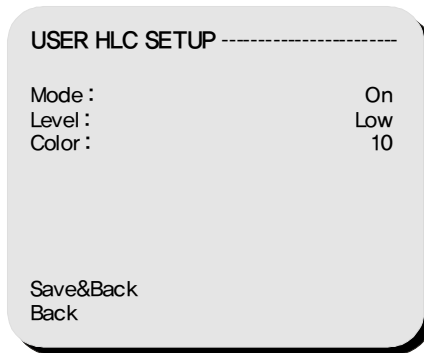 USER HLC SETUP ------------------------
Mode : On
Level : Low
Color : 10
Save&Back
Back